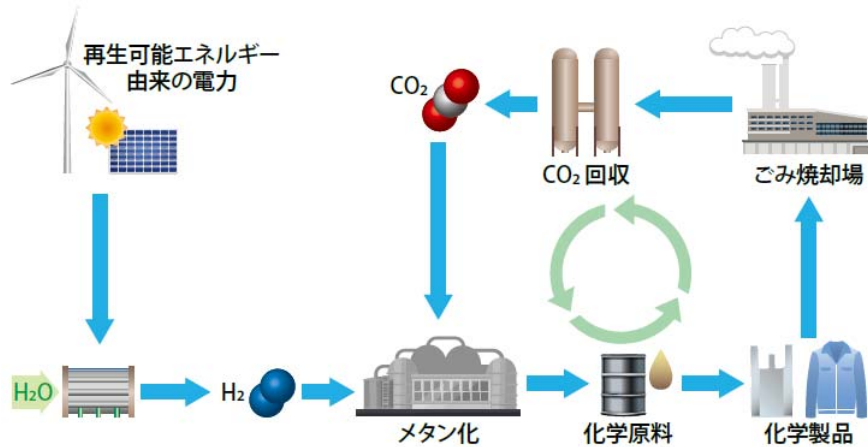 再生可能エネルギー
由来の電力
CO₂
CO₂ 回収
ごみ焼却場
H₂O
H₂
メタン化
化学原料
化学製品